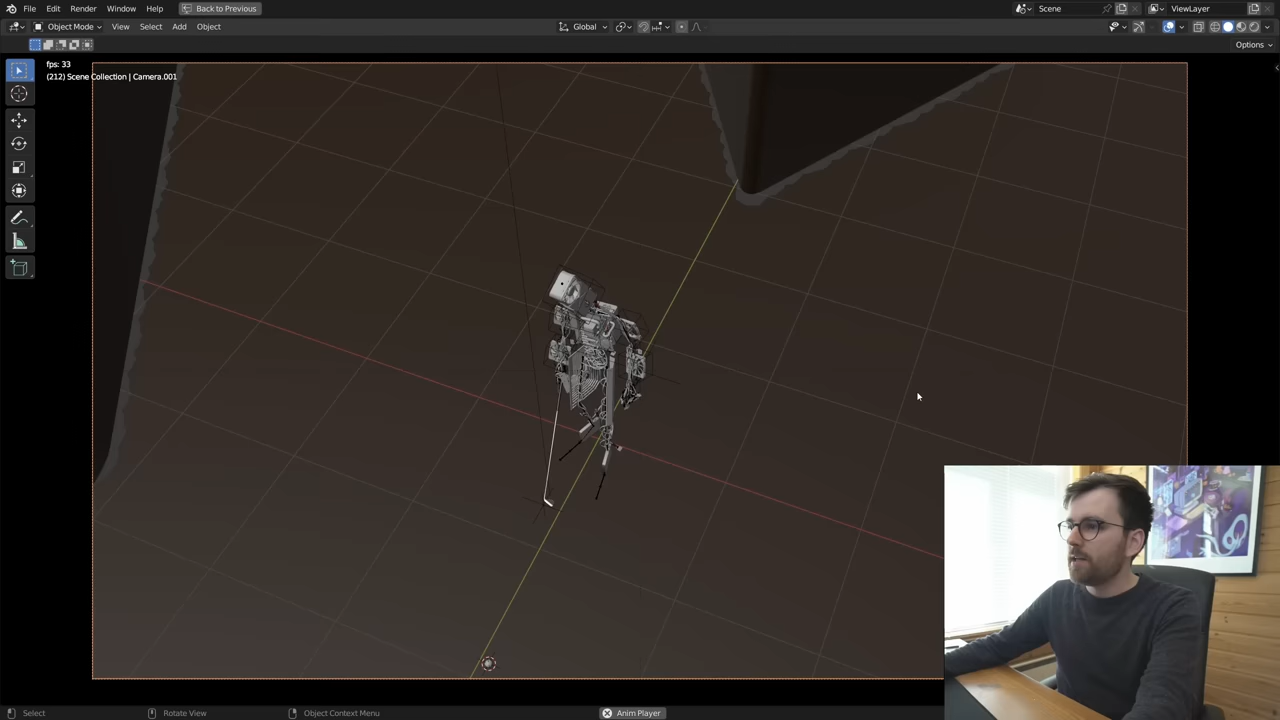 File Edit Render Window Help Back to Previous Scene ViewLayer
Object Mode View Select Add Object Global
Options
fps: 33
(212) Scene Collection | Camera.001
Select Rotate View Object Context Menu Anim Player